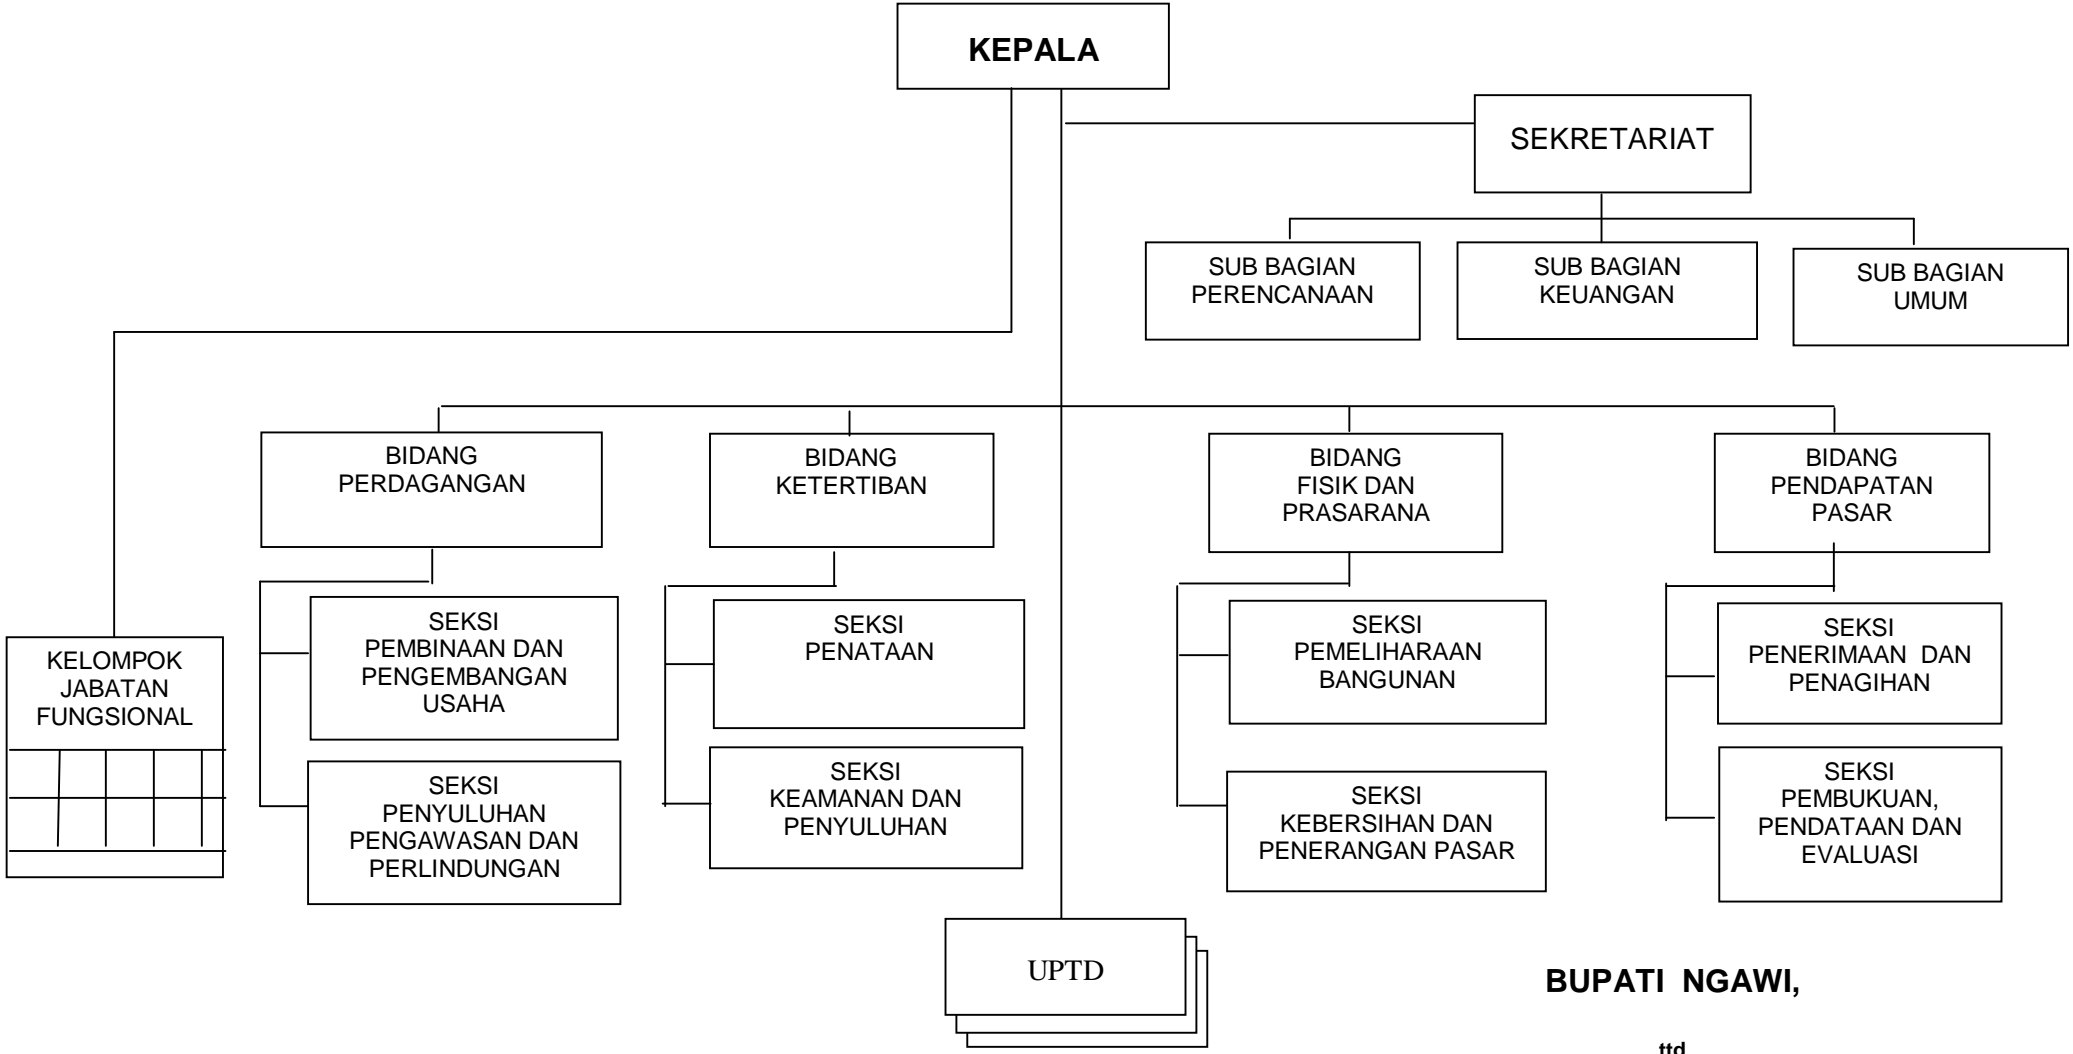 KEPALA
SEKRETARIAT
SUB BAGIAN
PERENCANAAN
SUB BAGIAN
KEUANGAN
SUB BAGIAN
UMUM
BIDANG
PERDAGANGAN
BIDANG
KETERTIBAN
BIDANG
FISIK DAN
PRASARANA
BIDANG
PENDAPATAN
PASAR
KELOMPOK
JABATAN
FUNGSIONAL
SEKSI
PEMBINAAN DAN
PENGEMBANGAN
USAHA
SEKSI
PENATAAN
SEKSI
PEMELIHARAAN
BANGUNAN
SEKSI
PENERIMAAN DAN
PENAGIHAN
SEKSI
PENYULUHAN
PENGAWASAN DAN
PERLINDUNGAN
SEKSI
KEAMANAN DAN
PENYULUHAN
SEKSI
KEBERSIHAN DAN
PENERANGAN PASAR
SEKSI
PEMBUKUAN,
PENDATAAN DAN
EVALUASI
UPTD
BUPATI NGAWI,
ttd